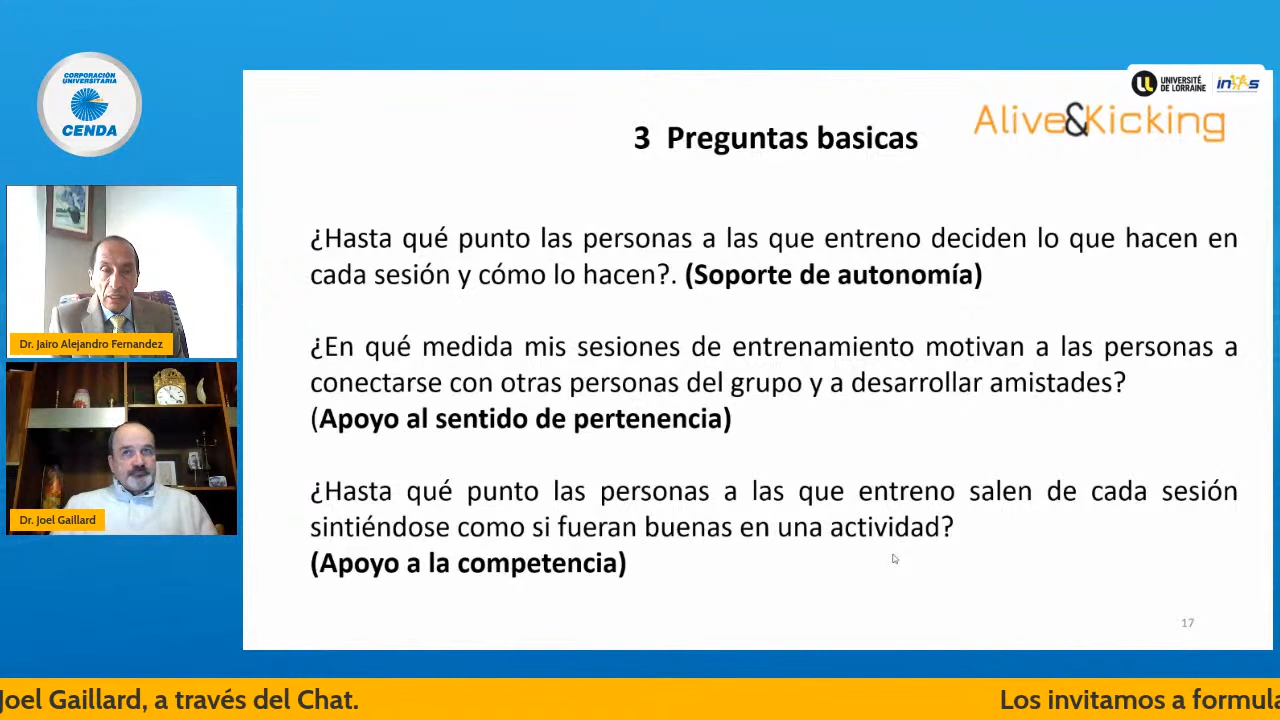 CORPORACIÓN
UNIVERSITARIA
CENDA
UNIVERSITÉ
DE LORRAINE
Alive&Kicking
3 Preguntas basicas
¿Hasta qué punto las personas a las que entreno deciden lo que hacen en
cada sesión y cómo lo hacen?. (Soporte de autonomía)
¿En qué medida mis sesiones de entrenamiento motivan a las personas a
conectarse con otras personas del grupo y a desarrollar amistades?
(Apoyo al sentido de pertenencia)
¿Hasta qué punto las personas a las que entreno salen de cada sesión
sintiéndose como si fueran buenas en una actividad?
(Apoyo a la competencia)
17
Dr. Jairo Alejandro Fernandez
Dr. Joel Gaillard
Joel Gaillard, a través del Chat.
Los invitamos a formula